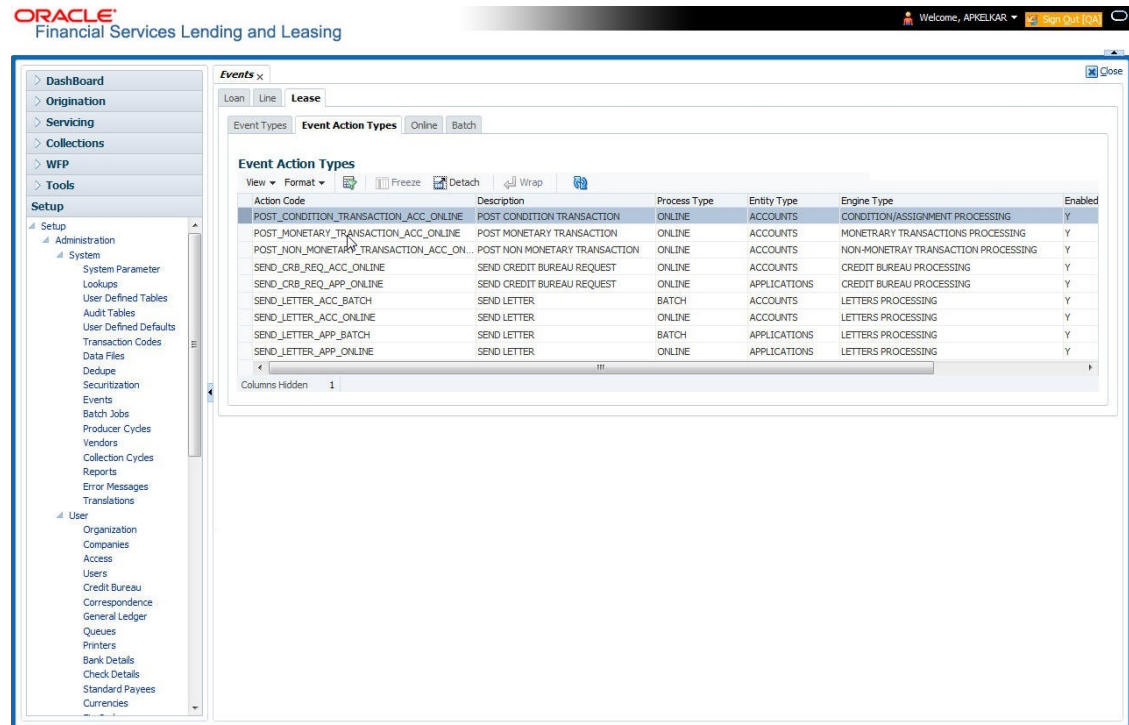 ORACLE
Financial Services Lending and Leasing
Welcome, APKELKAR
Sign Out [QA]
DashBoard
Origination
Servicing
Collections
WFP
Tools
Setup
Setup
Administration
System
System Parameter
Lookups
User Defined Tables
Audit Tables
User Defined Defaults
Transaction Codes
Data Files
Dedupe
Securitization
Events
Batch Jobs
Producer Cycles
Vendors
Collection Cycles
Reports
Error Messages
Translations
User
Organization
Companies
Access
Users
Credit Bureau
Correspondence
General Ledger
Queues
Printers
Bank Details
Check Details
Standard Payees
Currencies
Events x
Close
Loan Line Lease
Event Types Event Action Types Online Batch
Event Action Types
View Format Freeze Detach Wrap
Action Code Description Process Type Entity Type Engine Type Enabled
POST_CONDITION_TRANSACTION_ACC_ONLINE POST CONDITION TRANSACTION ONLINE ACCOUNTS CONDITION/ASSIGNMENT PROCESSING Y
POST_MONETARY_TRANSACTION_ACC_ONLINE POST MONETARY TRANSACTION ONLINE ACCOUNTS MONETRARY TRANSACTIONS PROCESSING Y
POST_NON_MONETARY_TRANSACTION_ACC_ON... POST NON MONETARY TRANSACTION ONLINE ACCOUNTS NON-MONETRAY TRANSACTION PROCESSING Y
SEND_CRB_REQ_ACC_ONLINE SEND CREDIT BUREAU REQUEST ONLINE ACCOUNTS CREDIT BUREAU PROCESSING Y
SEND_CRB_REQ_APP_ONLINE SEND CREDIT BUREAU REQUEST ONLINE APPLICATIONS CREDIT BUREAU PROCESSING Y
SEND_LETTER_ACC_BATCH SEND LETTER BATCH ACCOUNTS LETTERS PROCESSING Y
SEND_LETTER_ACC_ONLINE SEND LETTER ONLINE ACCOUNTS LETTERS PROCESSING Y
SEND_LETTER_APP_BATCH SEND LETTER BATCH APPLICATIONS LETTERS PROCESSING Y
SEND_LETTER_APP_ONLINE SEND LETTER ONLINE APPLICATIONS LETTERS PROCESSING Y
Columns Hidden 1